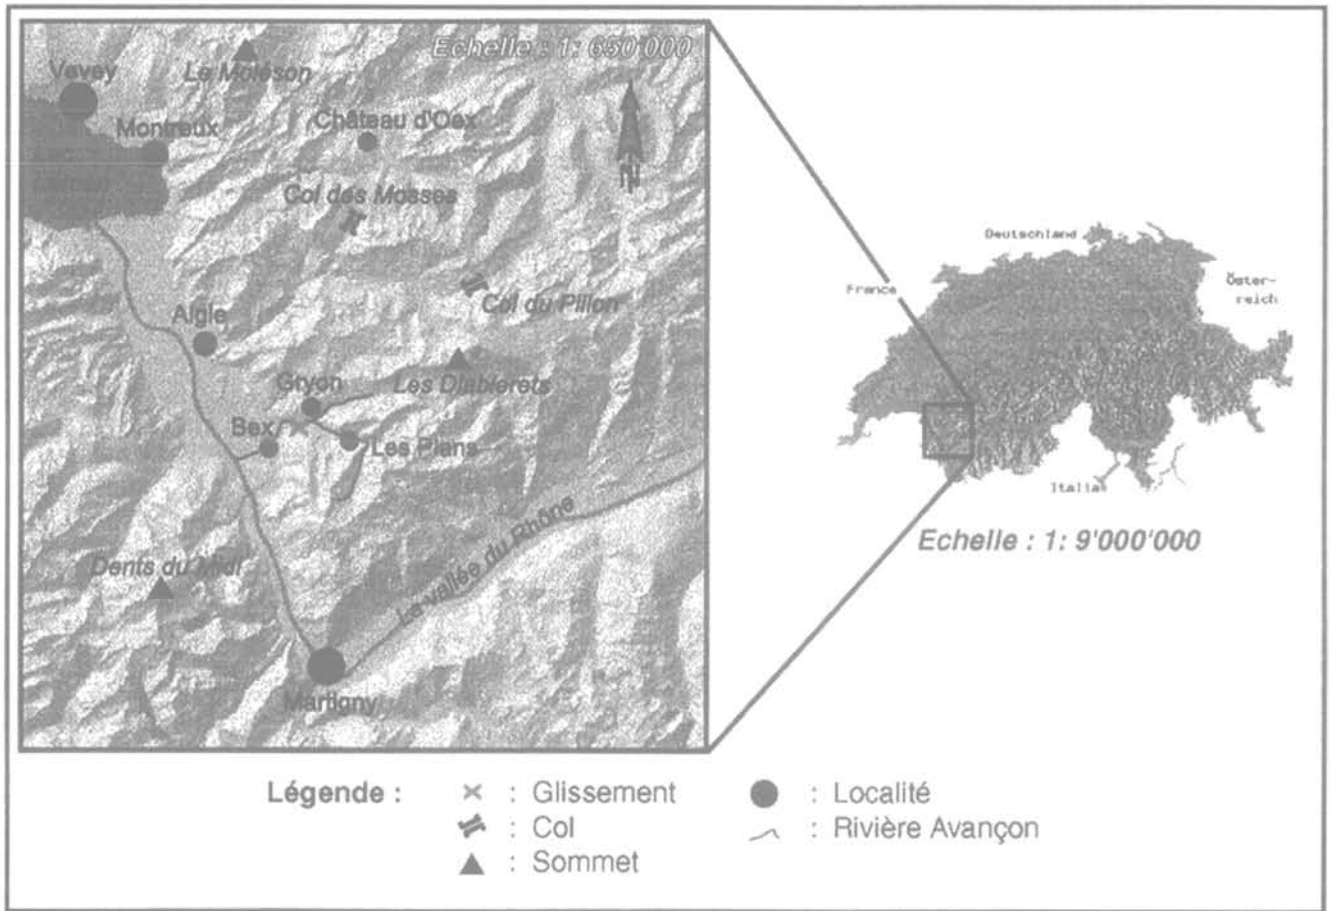 Echelle : 1: 650'000
Vevey
Le Moléson
Montreux
Château d'Oex
Léman
Col des Mosses
N
Col du Pillon
Aigle
Gryon
Les Diablerets
Bex
Les Plans
La vallée du Rhône
Dents du Midi
Martigny
Deutschland
France
Öster-
reich
Italia
Echelle : 1: 9'000'000
Légende :
: Glissement
: Localité
: Col
: Rivière Avançon
: Sommet